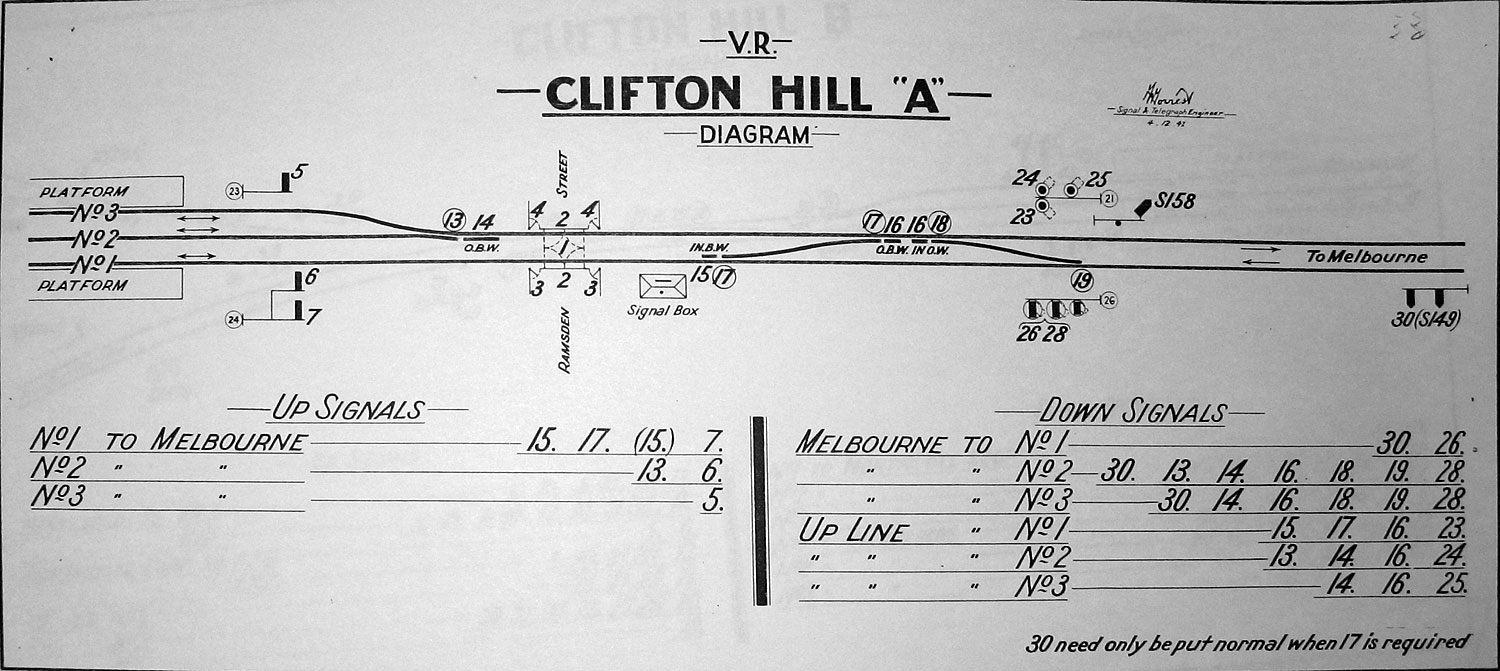 V.R.
CLIFTON HILL "A"
DIAGRAM
Signal & Telegraph Engineer
4.12.42
PLATFORM
Nº3
Nº2
Nº1
PLATFORM
23
5
6
24
7
13
14
O.B.W.
STREET
4 2 4
1
3 2 3
RAMSDEN
Signal Box
IN.B.W.
15 17
17 16 16 18
O.B.W. IN O.W.
24
25
23
21
S158
19
26
26 28
To Melbourne
30 (S149)
UP SIGNALS
Nº1 TO MELBOURNE 15. 17. (15.) 7.
Nº2 " " 13. 6.
Nº3 " " 5.
DOWN SIGNALS
MELBOURNE TO Nº1 30. 26.
" " Nº2 30. 13. 14. 16. 18. 19. 28.
" " Nº3 30. 14. 16. 18. 19. 28.
UP LINE " Nº1 15. 17. 16. 23.
" " " Nº2 13. 14. 16. 24.
" " " Nº3 14. 16. 25.
30 need only be put normal when 17 is required